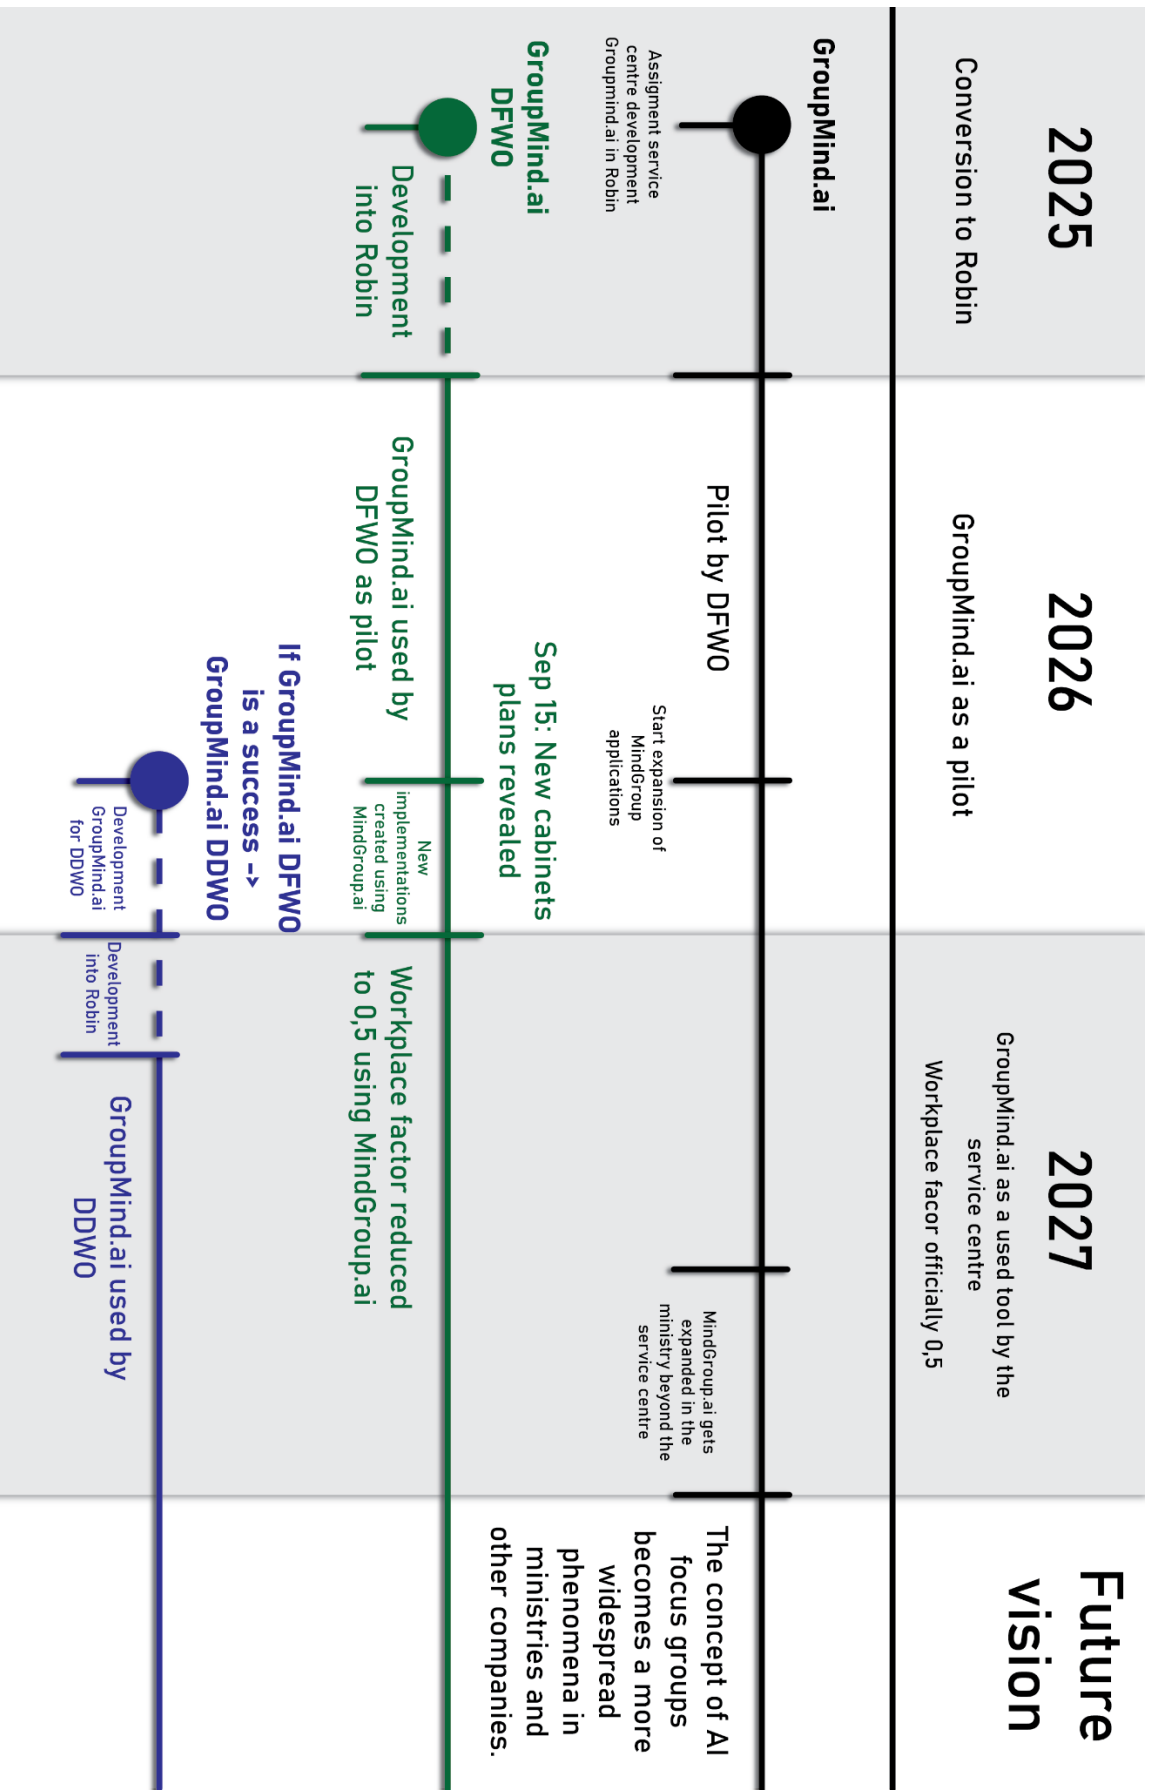 2025
Conversion to Robin
2026
GroupMind.ai as a pilot
2027
GroupMind.ai as a used tool by the
service centre
Workplace facor officially 0,5
Future
vision
GroupMind.ai
Assigment service
centre development
Groupmind.ai in Robin
Pilot by DFWO
Start expansion of
MindGroup
applications
MindGroup.ai gets
expanded in the
ministry beyond the
service centre
The concept of AI
focus groups
becomes a more
widespread
phenomena in
ministries and
other companies.
GroupMind.ai
DFWO
Development
into Robin
GroupMind.ai used by
DFWO as pilot
Sep 15: New cabinets
plans revealed
New
implementations
created using
MindGroup.ai
Workplace factor reduced
to 0,5 using MindGroup.ai
If GroupMind.ai DFWO
is a success ->
GroupMind.ai DDWO
Development
GroupMind.ai
for DDWO
Development
into Robin
GroupMind.ai used by
DDWO